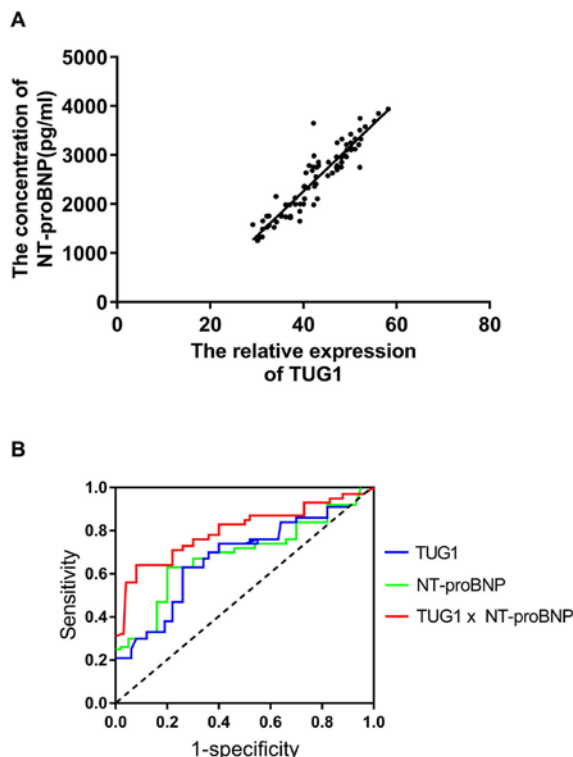 A
The concentration of
NT-proBNP(pg/ml)
5000
4000
3000
2000
1000
0
0 20 40 60 80
The relative expression
of TUG1
B
Sensitivity
1.0
0.8
0.6
0.4
0.2
0.0
0.0 0.2 0.4 0.6 0.8 1.0
1-specificity
TUG1
NT-proBNP
TUG1 x NT-proBNP